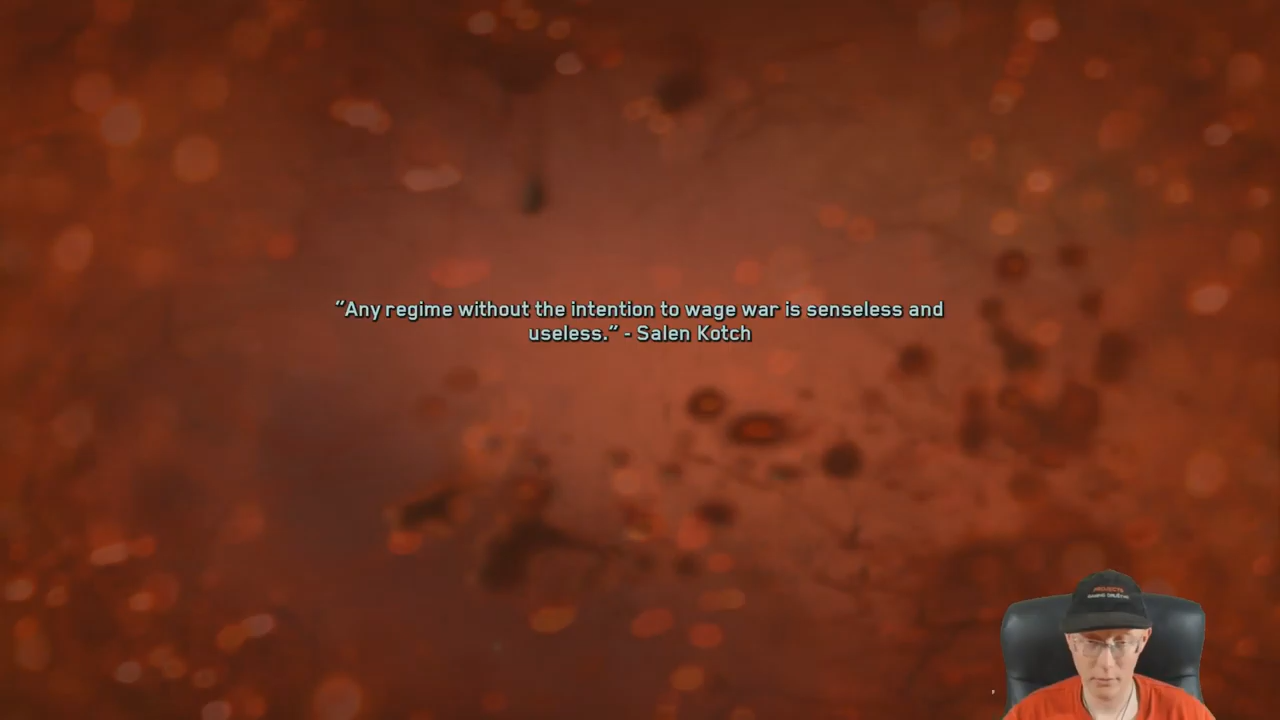 “Any regime without the intention to wage war is senseless and
useless.” - Salen Kotch